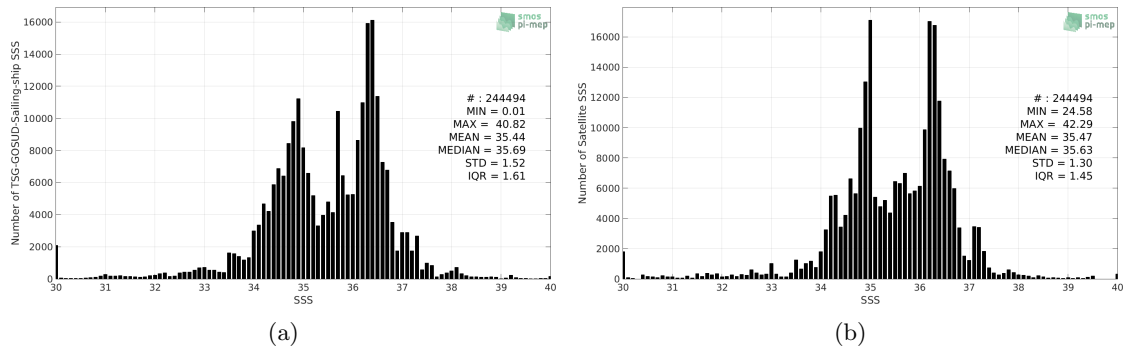 smos
pi-mep
Number of TSG-GOSUD-Sailing-ship SSS
16000
14000
12000
10000
8000
6000
4000
2000
0
# : 244494
MIN = 0.01
MAX = 40.82
MEAN = 35.44
MEDIAN = 35.69
STD = 1.52
IQR = 1.61
30 31 32 33 34 35 36 37 38 39 40
SSS
(a)
smos
pi-mep
Number of Satellite SSS
16000
14000
12000
10000
8000
6000
4000
2000
0
# : 244494
MIN = 24.58
MAX = 42.29
MEAN = 35.47
MEDIAN = 35.63
STD = 1.30
IQR = 1.45
30 31 32 33 34 35 36 37 38 39 40
SSS
(b)